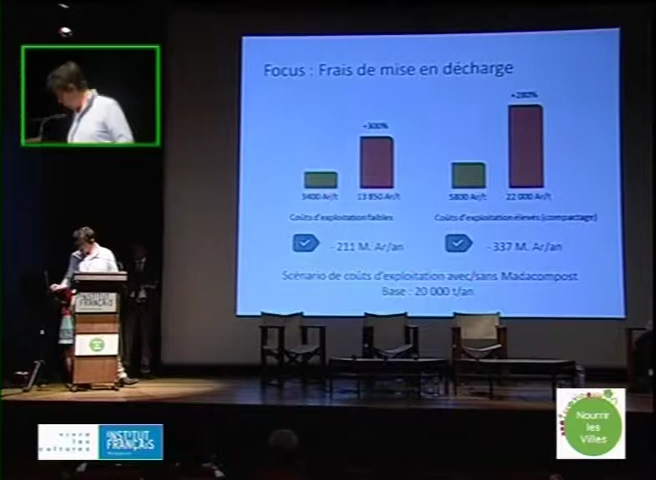 Focus : Frais de mise en décharge
+300%
+280%
3400 Ar/t
13 850 Ar/t
5800 Ar/t
22 000 Ar/t
Coûts d'exploitation faibles
Coûts d'exploitation élevés (compactage)
- 211 M. Ar/an
- 337 M. Ar/an
Scénario de coûts d'exploitation avec/sans Madacompost
Base : 20 000 t/an
INSTITUT
FRANÇAIS
INSTITUT
FRANÇAIS
Nourrir
les
Villes